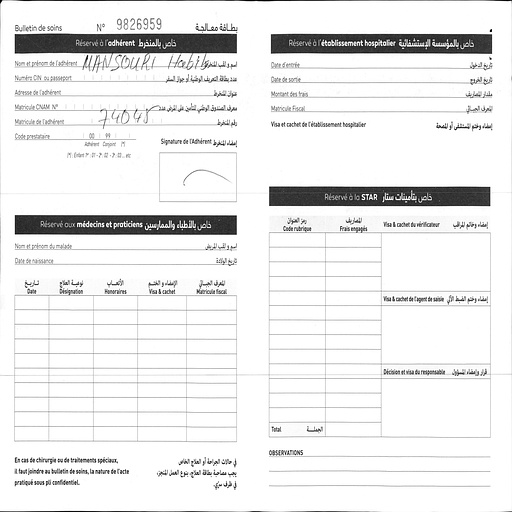 Bulletin de soins N° 9826959 بطاقة معالجة
Réservé à l'adhérent خاص بالمنخرط
Nom et prénom de l'adhérent MANSOURI Habib اسم و لقب المنخرط
Numéro CIN ou passeport عدد بطاقة التعريف الوطنية أو جواز السفر
Adresse de l'adhérent عنوان المنخرط
Matricule CNAM N° معرف الصندوق الوطني للتأمين على المرض عدد
Matricule de l'adhérent 74045 رقم المنخرط
Code prestataire 00 99 (*)
Adhérent Conjoint (*)
(*) : Enfant 1er : 01 - 2e : 02 - 3e : 03 ... etc
Signature de l'Adhérent إمضاء المنخرط
Réservé aux médecins et praticiens خاص بالأطباء والممارسين
Nom et prénom du malade اسم و لقب المريض
Date de naissance تاريخ الولادة
تاريخ Date
نوعية العلاج Désignation
الأتعاب Honoraires
الإمضاء و الختم Visa & cachet
المعرف الجبائي Matricule fiscal
En cas de chirurgie ou de traitements spéciaux,
il faut joindre au bulletin de soins, la nature de l'acte
pratiqué sous pli confidentiel.
في حالات الجراحة أو العلاج الخاص
يجب مصاحبة بطاقة العلاج، بنوع العمل المنجز،
في ظرف سري.
Réservé à l'établissement hospitalier خاص بالمؤسسة الإستشفائية
Date d'entrée تاريخ الدخول
Date de sortie تاريخ الخروج
Montant des frais مقدار المصاريف
Matricule Fiscal المعرف الجبائي
Visa et cachet de l'établissement hospitalier إمضاء وختم المستشفى أو المصحة
Réservé à la STAR خاص بتأمينات ستار
رمز العنوان Code rubrique
المصاريف Frais engagés
Visa & cachet du vérificateur إمضاء وخاتم المراقب
Visa & cachet de l'agent de saisie إمضاء وختم الضبط الآلي
Décision et visa du responsable قرار وإمضاء المسؤول
Total الجملة
OBSERVATIONS